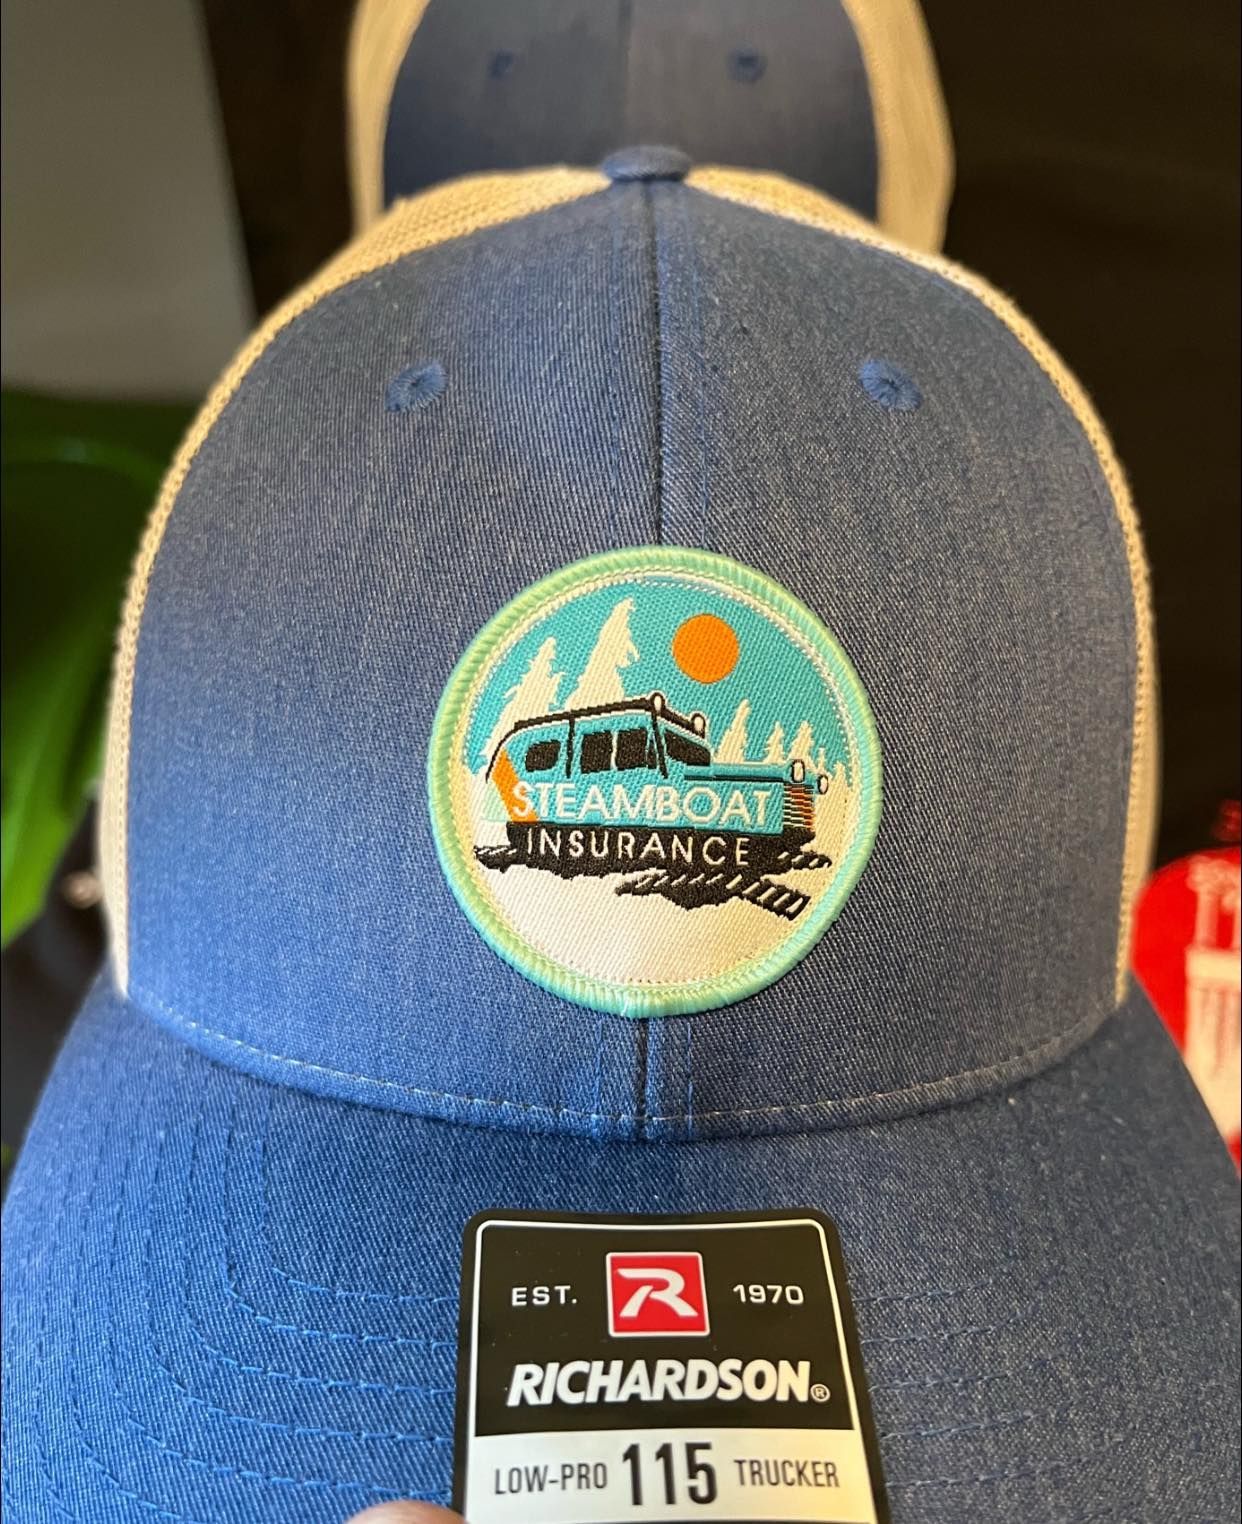 STEAMBOAT
INSURANCE
EST. R 1970
RICHARDSON®
LOW-PRO 115 TRUCKER